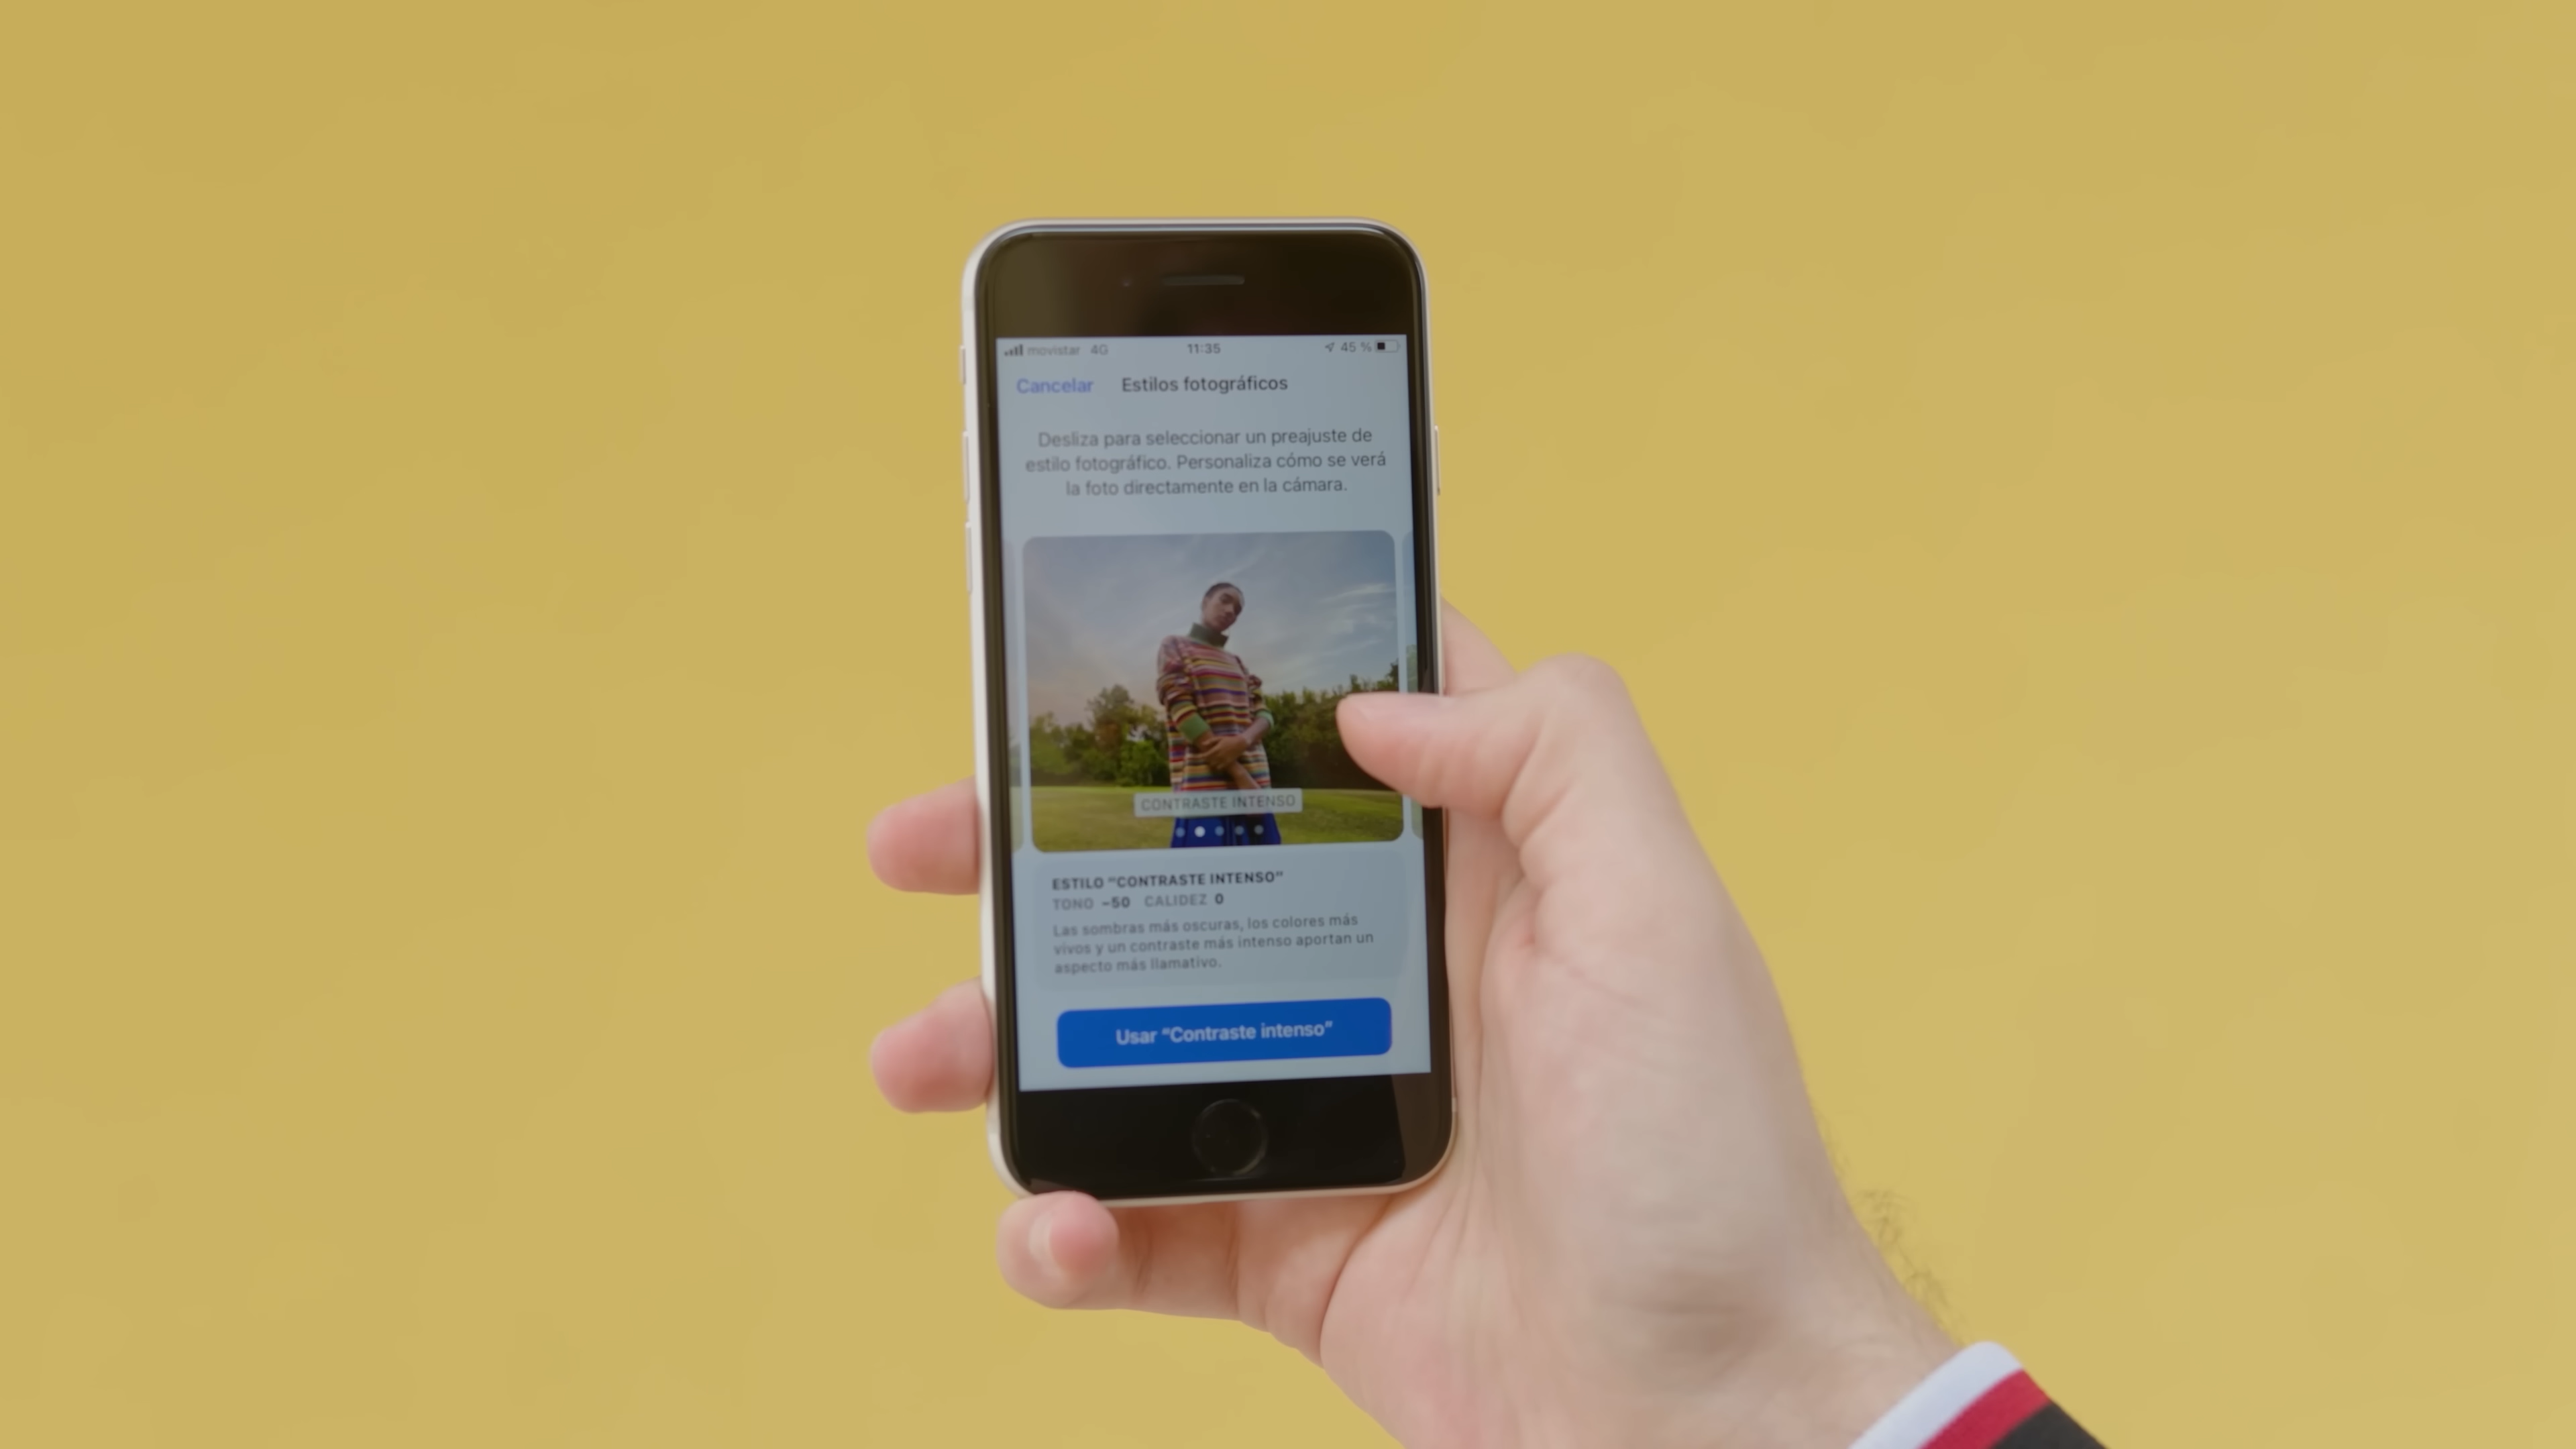 movistar 4G 11:35 45 %
Cancelar Estilos fotográficos
Desliza para seleccionar un preajuste de
estilo fotográfico. Personaliza cómo se verá
la foto directamente en la cámara.
CONTRASTE INTENSO
ESTILO “CONTRASTE INTENSO”
TONO −50 CALIDEZ 0
Las sombras más oscuras, los colores más
vivos y un contraste más intenso aportan un
aspecto más llamativo.
Usar “Contraste intenso”